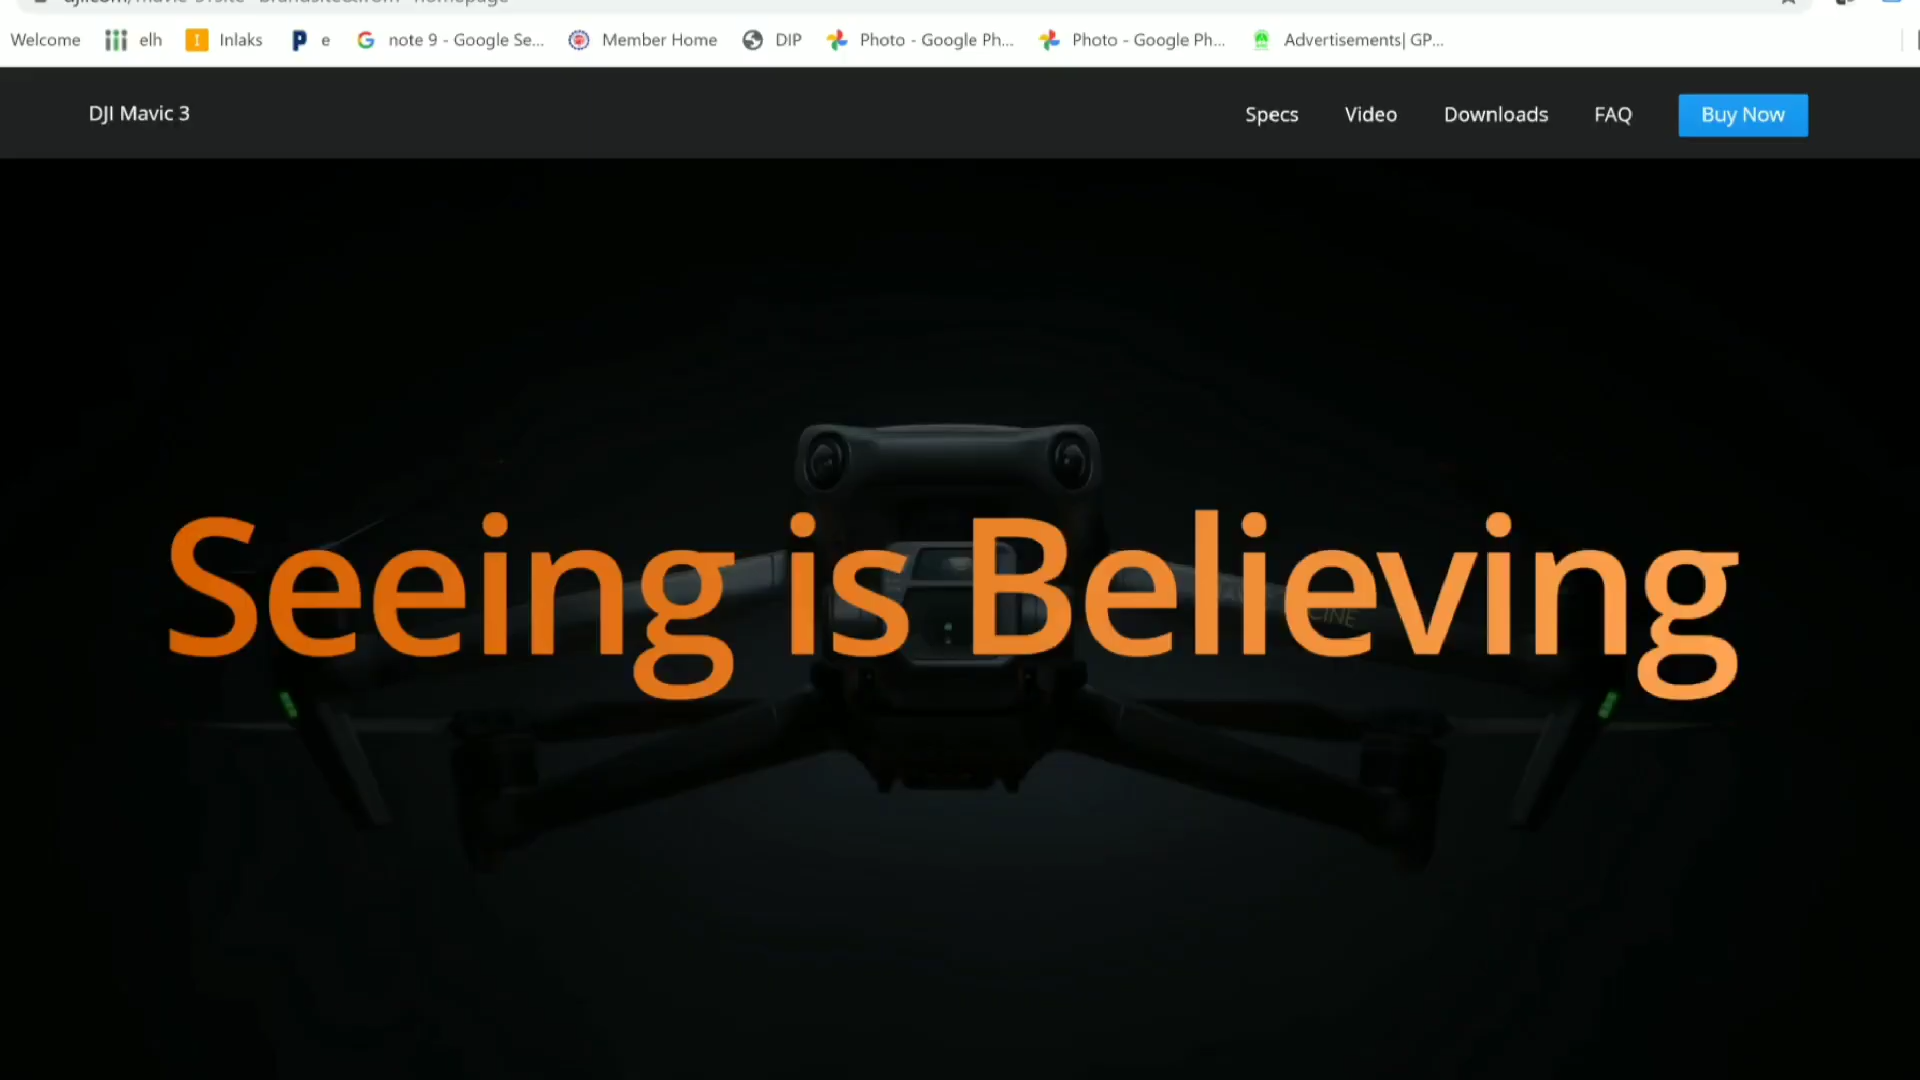 Welcome elh Inlaks e note 9 - Google Se... Member Home DIP Photo - Google Ph... Photo - Google Ph... Advertisements| GP...
DJI Mavic 3 Specs Video Downloads FAQ Buy Now
Seeing is Believing
CINE